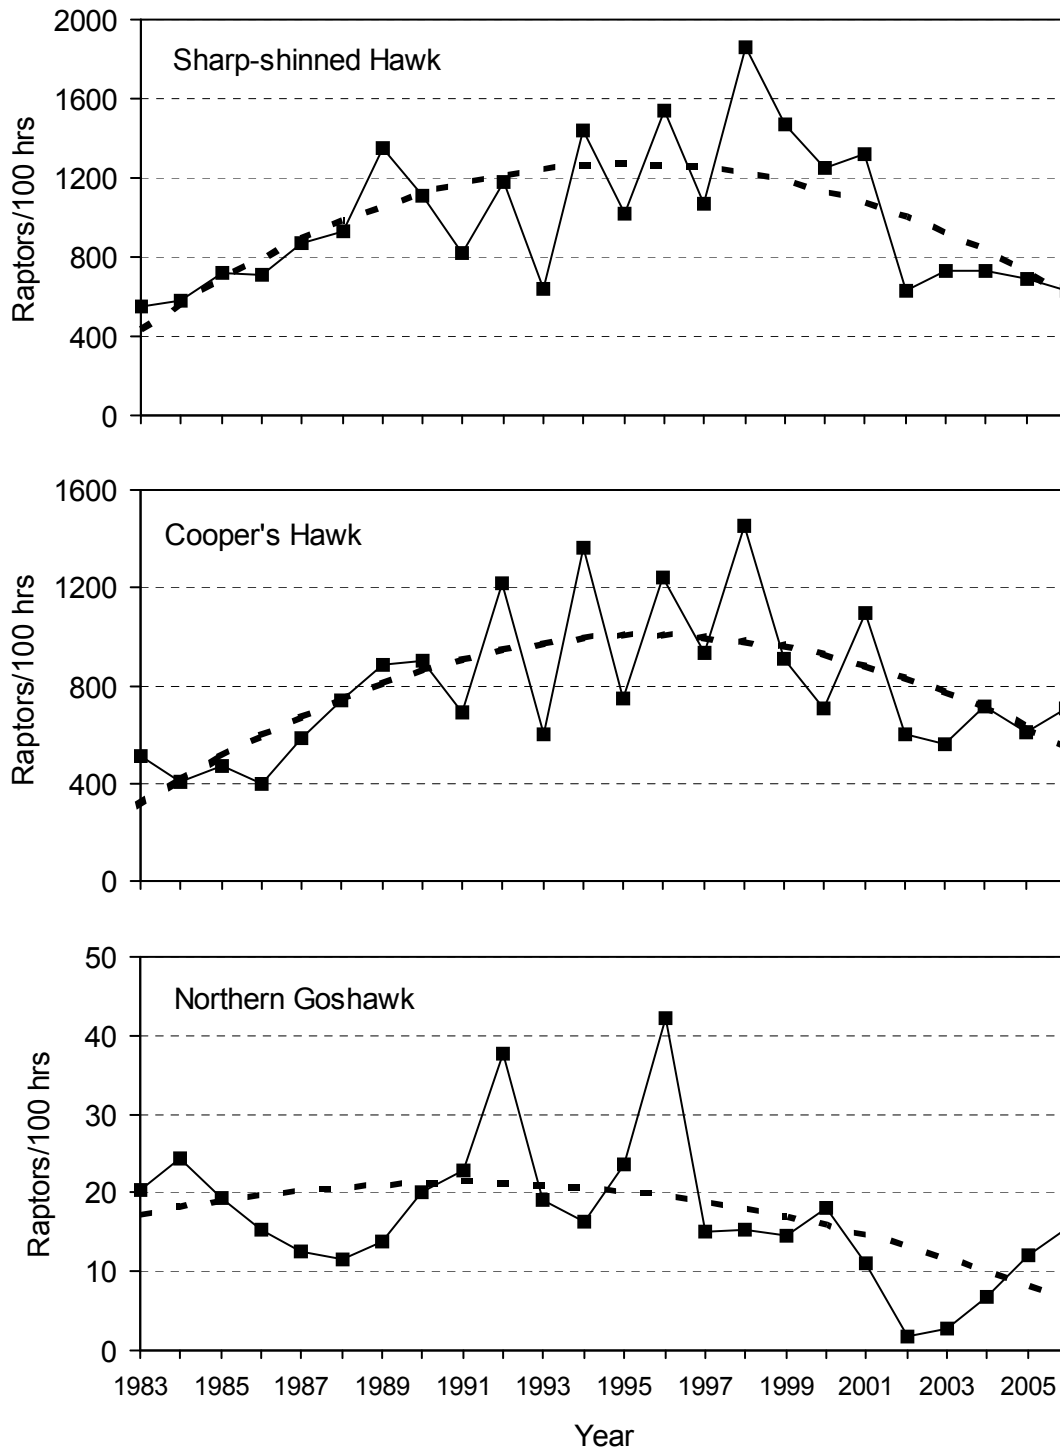 2000
Sharp-shinned Hawk
1600
1200
800
400
0
Raptors/100 hrs
1600
Cooper's Hawk
1200
800
400
0
Raptors/100 hrs
50
Northern Goshawk
40
30
20
10
0
Raptors/100 hrs
1983 1985 1987 1989 1991 1993 1995 1997 1999 2001 2003 2005
Year